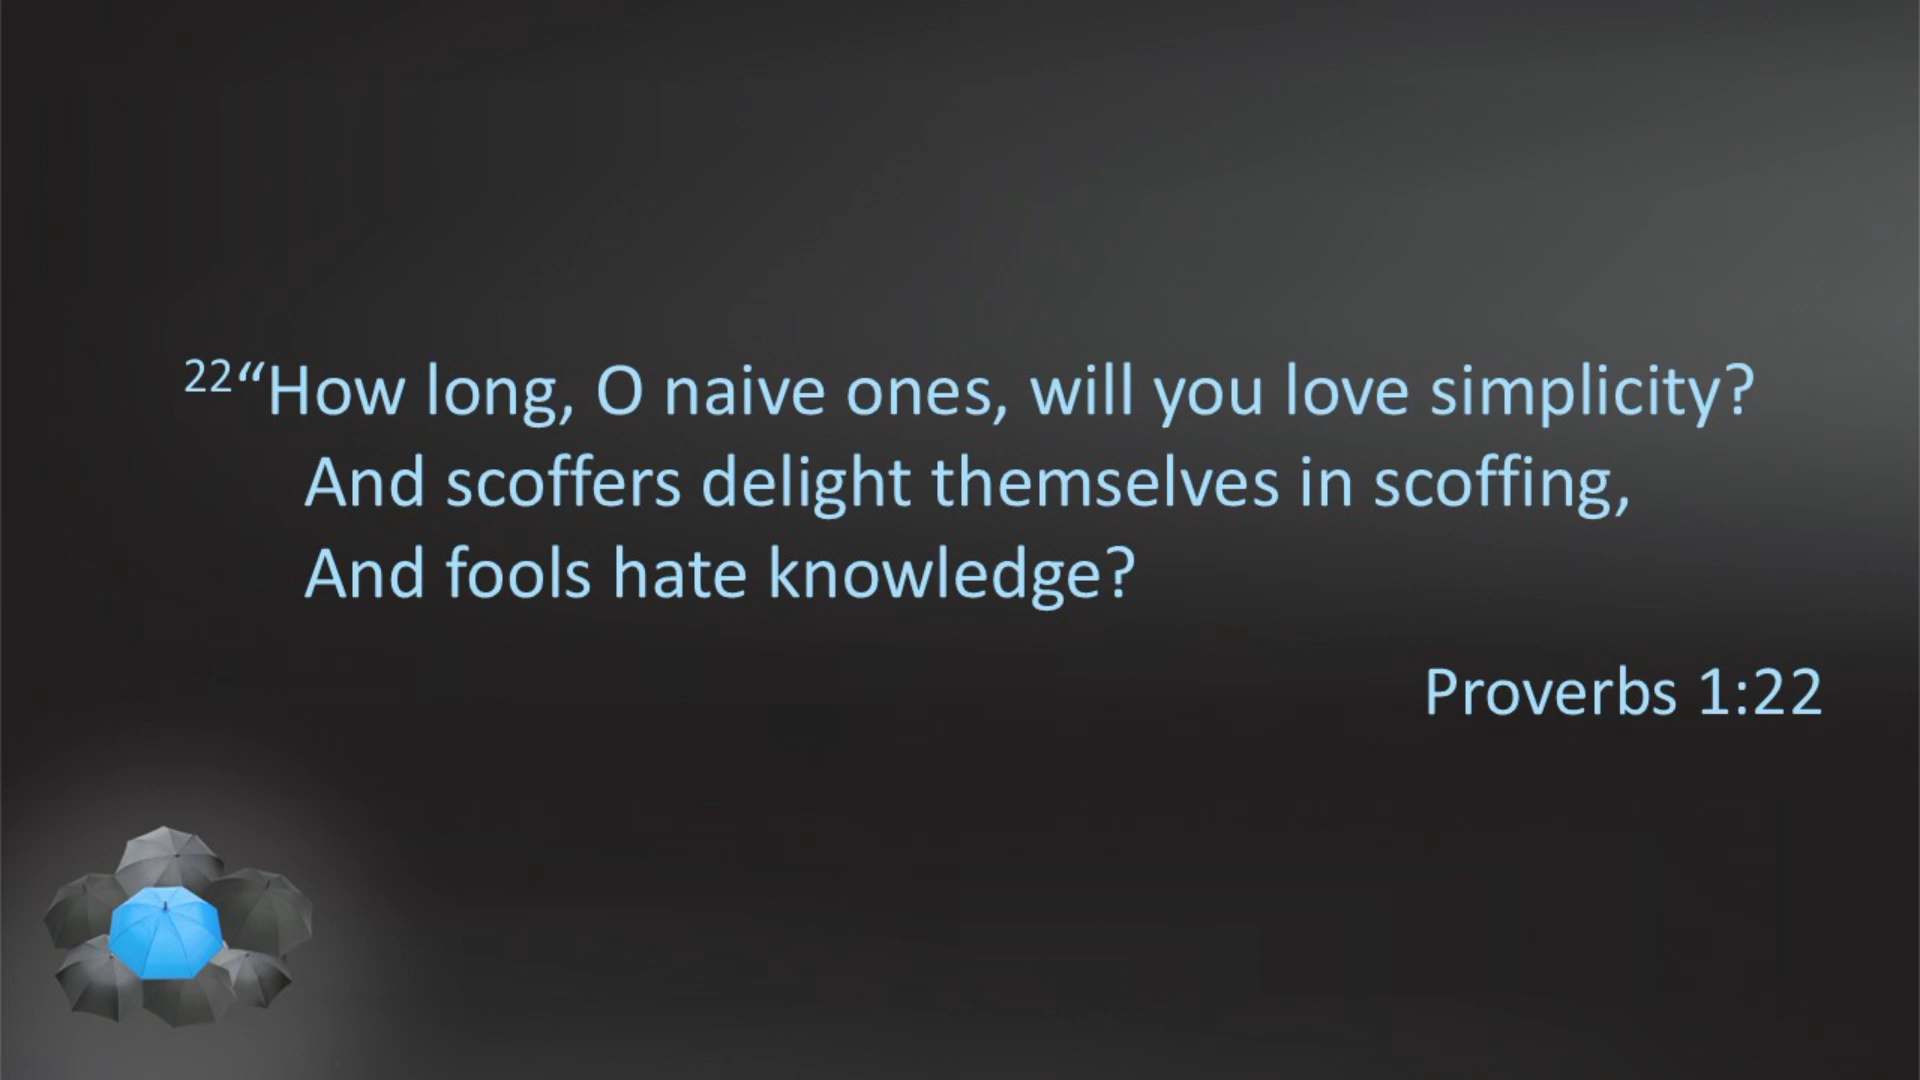 22“How long, O naive ones, will you love simplicity?
And scoffers delight themselves in scoffing,
And fools hate knowledge?
Proverbs 1:22